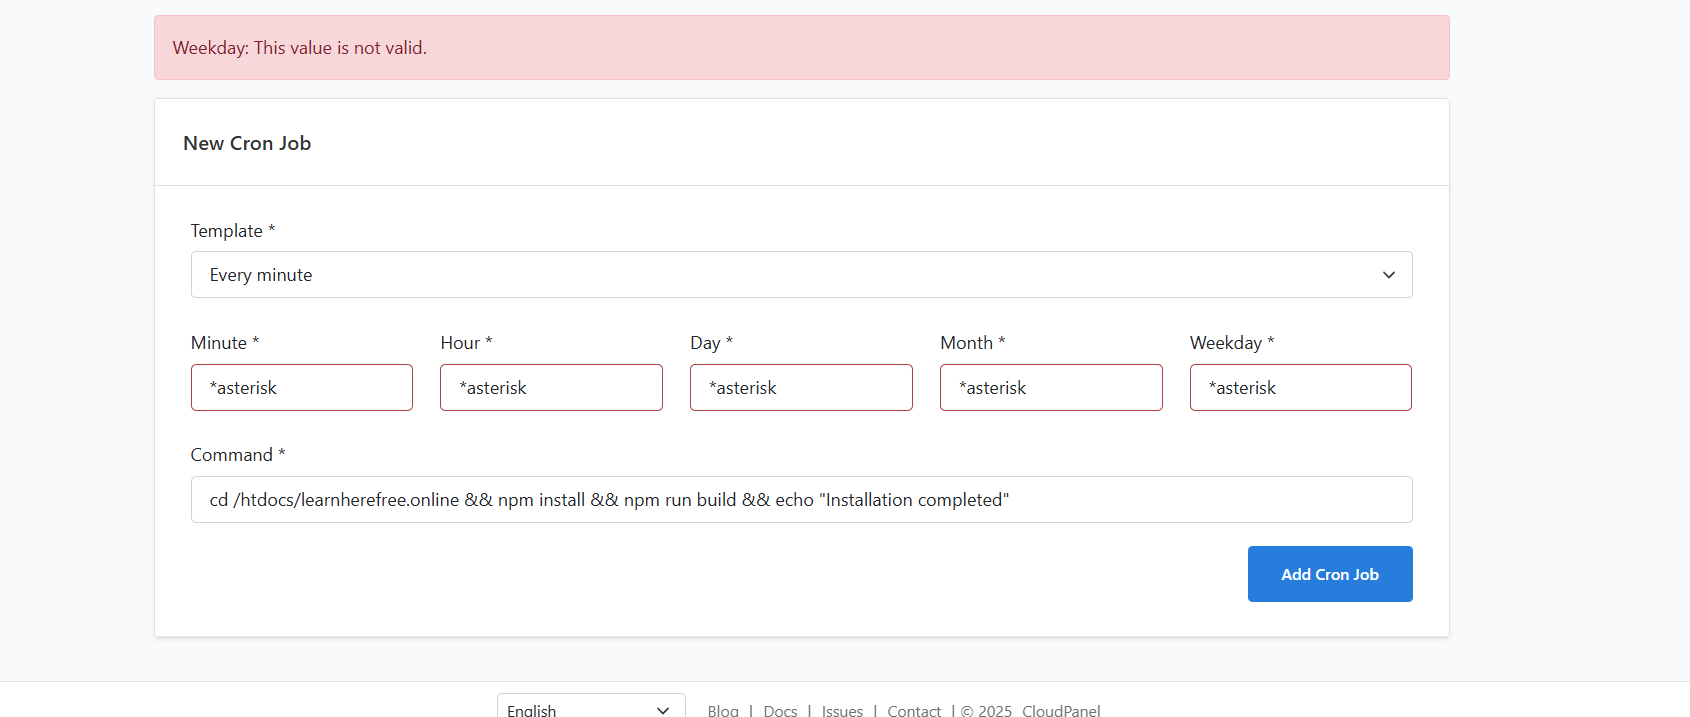 Weekday: This value is not valid.
New Cron Job
Template *
Every minute
Minute * Hour * Day * Month * Weekday *
*asterisk *asterisk *asterisk *asterisk *asterisk
Command *
cd /htdocs/learnherefree.online && npm install && npm run build && echo "Installation completed"
Add Cron Job
English Blog | Docs | Issues | Contact | © 2025 CloudPanel